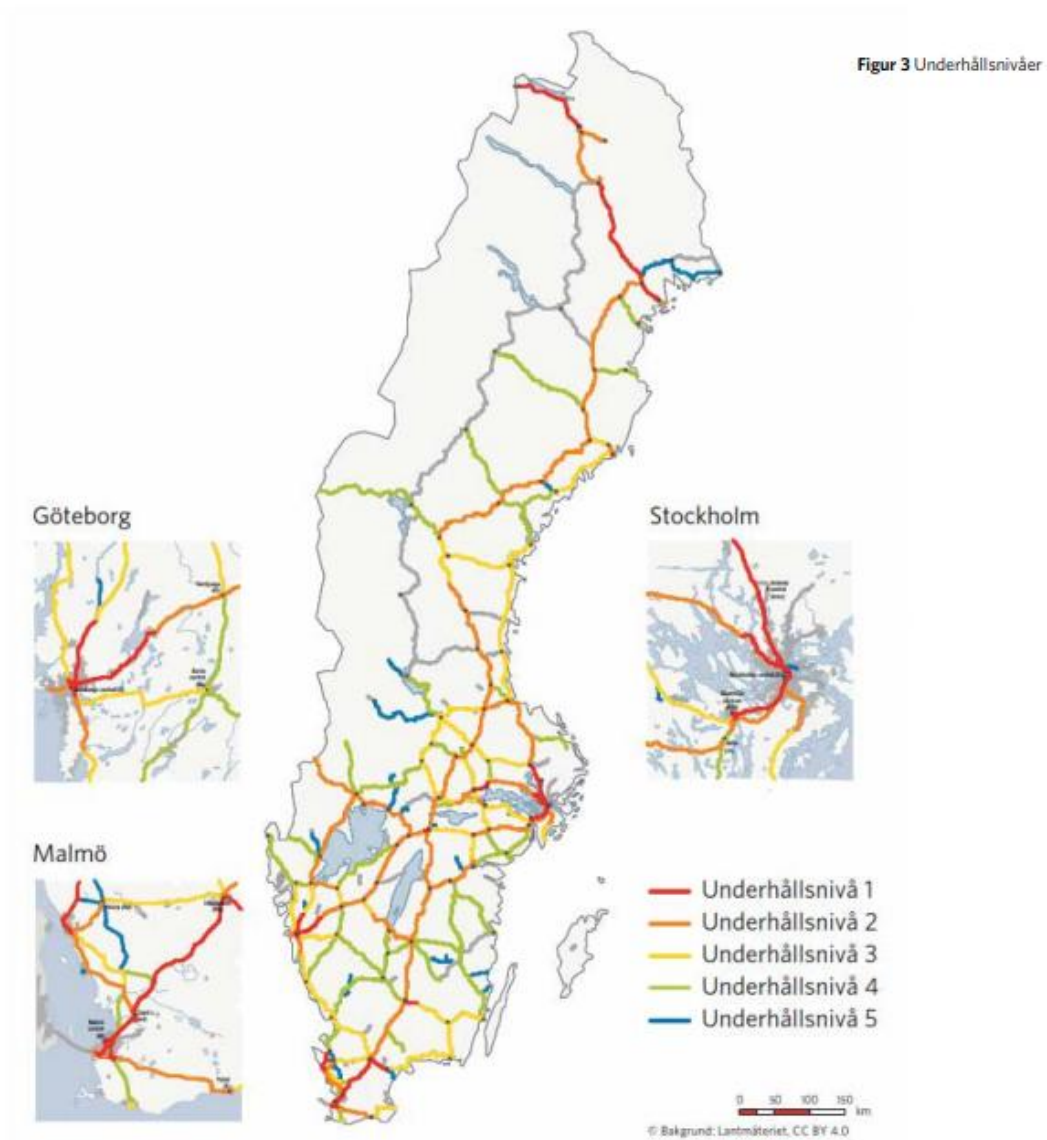 Figur 3 Underhållsnivåer
Göteborg
Stockholm
Malmö
Underhållsnivå 1
Underhållsnivå 2
Underhållsnivå 3
Underhållsnivå 4
Underhållsnivå 5
0 50 100 150 km
© Bakgrund: Lantmäteriet, CC BY 4.0